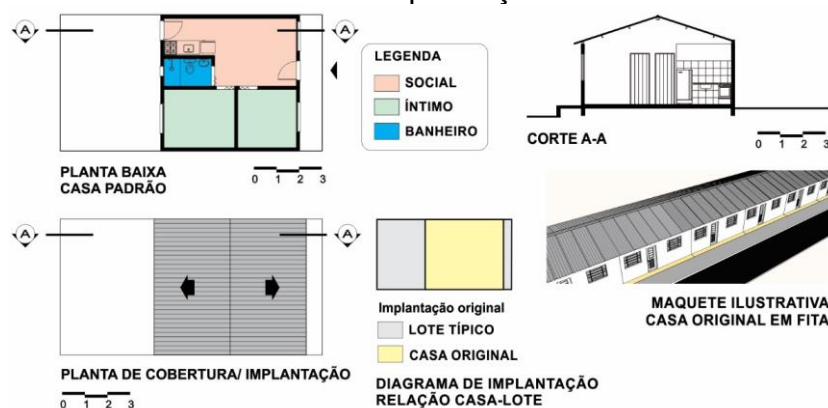 A
A
LEGENDA
SOCIAL
ÍNTIMO
BANHEIRO
PLANTA BAIXA
CASA PADRÃO
0 1 2 3
CORTE A-A
0 1 2 3
A
A
PLANTA DE COBERTURA/ IMPLANTAÇÃO
0 1 2 3
Implantação original
LOTE TÍPICO
CASA ORIGINAL
DIAGRAMA DE IMPLANTAÇÃO
RELAÇÃO CASA-LOTE
MAQUETE ILUSTRATIVA
CASA ORIGINAL EM FITA